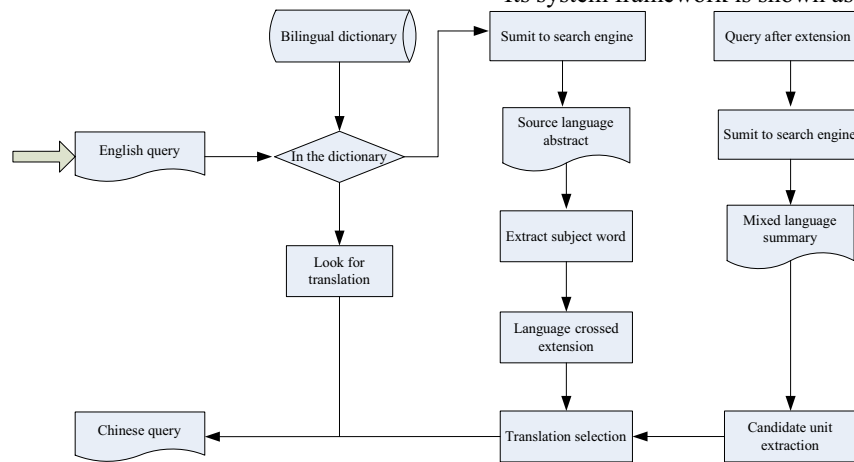 Its system framework is shown as
Bilingual dictionary
Sumit to search engine
Query after extension
English query
In the dictionary
Source language
abstract
Sumit to search engine
Look for
translation
Extract subject word
Mixed language
summary
Language crossed
extension
Chinese query
Translation selection
Candidate unit
extraction